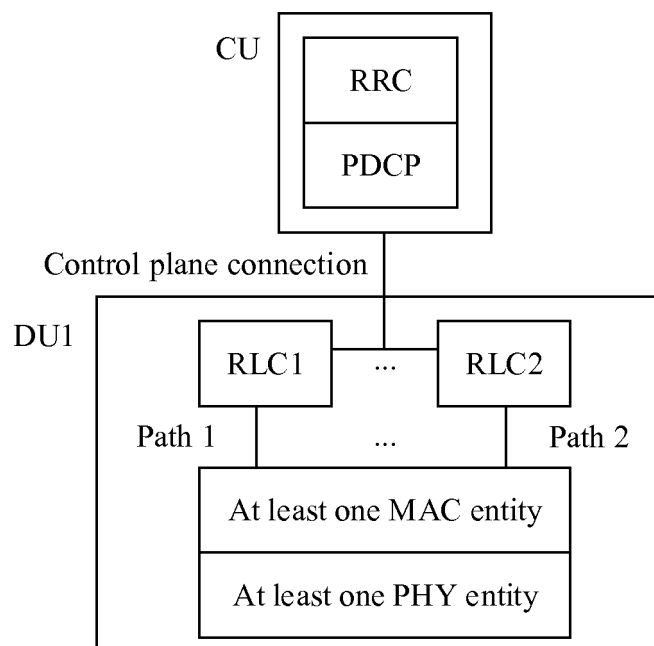 CU
RRC
PDCP
Control plane connection
DU1
RLC1
...
RLC2
Path 1
...
Path 2
At least one MAC entity
At least one PHY entity